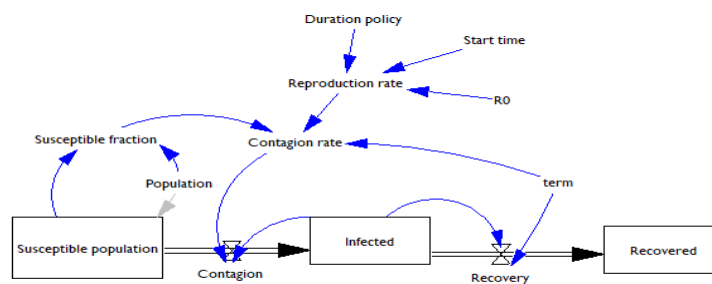 Duration policy
Start time
Reproduction rate
R0
Susceptible fraction
Contagion rate
Population
term
Susceptible population
Infected
Recovered
Contagion
Recovery